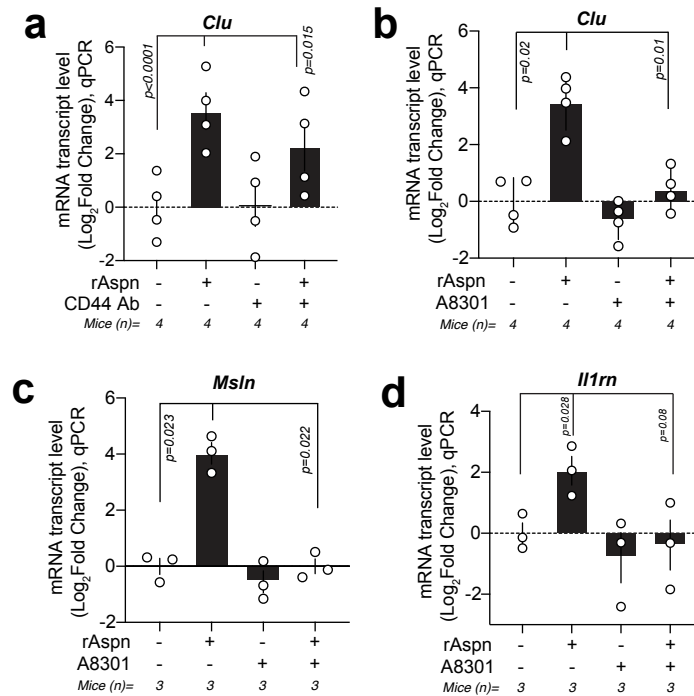 a
Clu
mRNA transcript level
(Log2Fold Change), qPCR
6
4
2
0
-2
p<0.0001
p=0.015
rAspn - + - +
CD44 Ab - - + +
Mice (n)= 4 4 4 4
b
Clu
mRNA transcript level
(Log2Fold Change), qPCR
6
4
2
0
-2
p=0.02
p=0.01
rAspn - + - +
A8301 - - + +
Mice (n)= 4 4 4 4
c
Msln
mRNA transcript level
(Log2Fold Change), qPCR
6
4
2
0
-2
p=0.023
p=0.022
rAspn - + - +
A8301 - - + +
Mice (n)= 3 3 3 3
d
Il1rn
mRNA transcript level
(Log2Fold Change), qPCR
4
2
0
-2
p=0.028
p=0.08
rAspn - + - +
A8301 - - + +
Mice (n)= 3 3 3 3